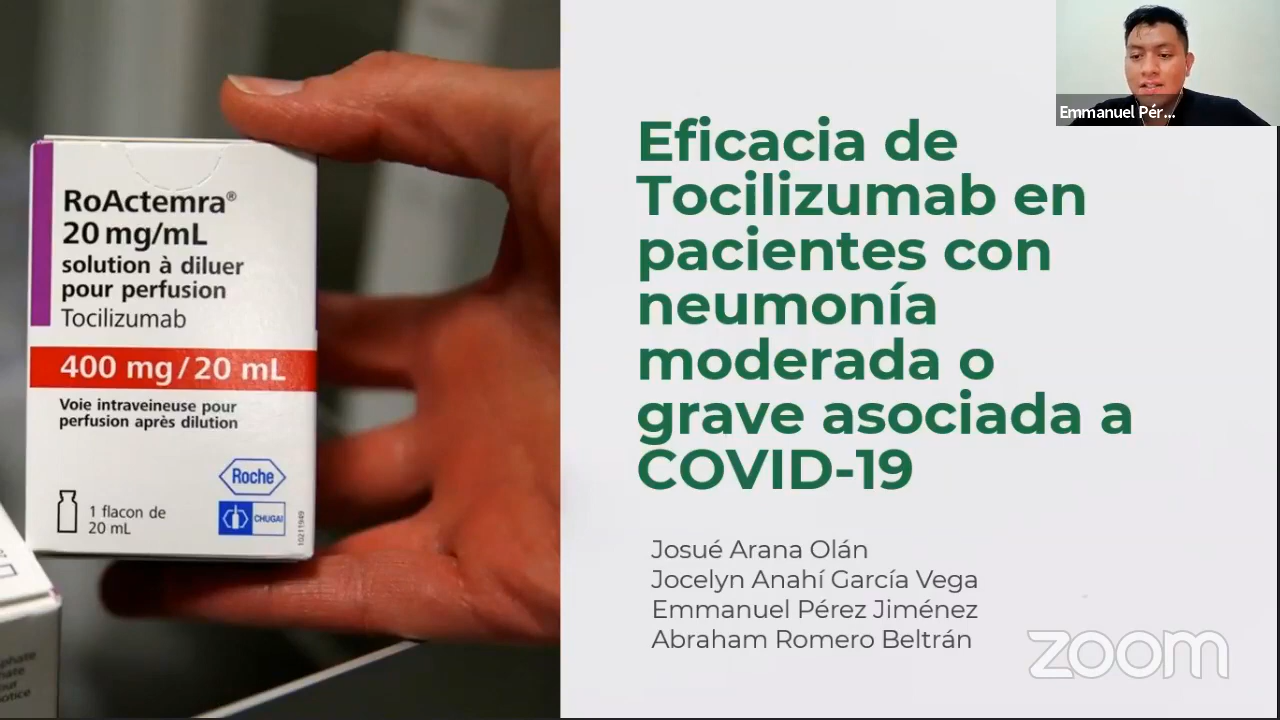 RoActemra®
20 mg/mL
solution à diluer
pour perfusion
Tocilizumab
400 mg/20 mL
Voie intraveineuse pour
perfusion après dilution
Roche
CHUGAI
1 flacon de
20 mL
10211949
Emmanuel Pér...
Eficacia de
Tocilizumab en
pacientes con
neumonía
moderada o
grave asociada a
COVID-19
Josué Arana Olán
Jocelyn Anahí García Vega
Emmanuel Pérez Jiménez
Abraham Romero Beltrán
zoom